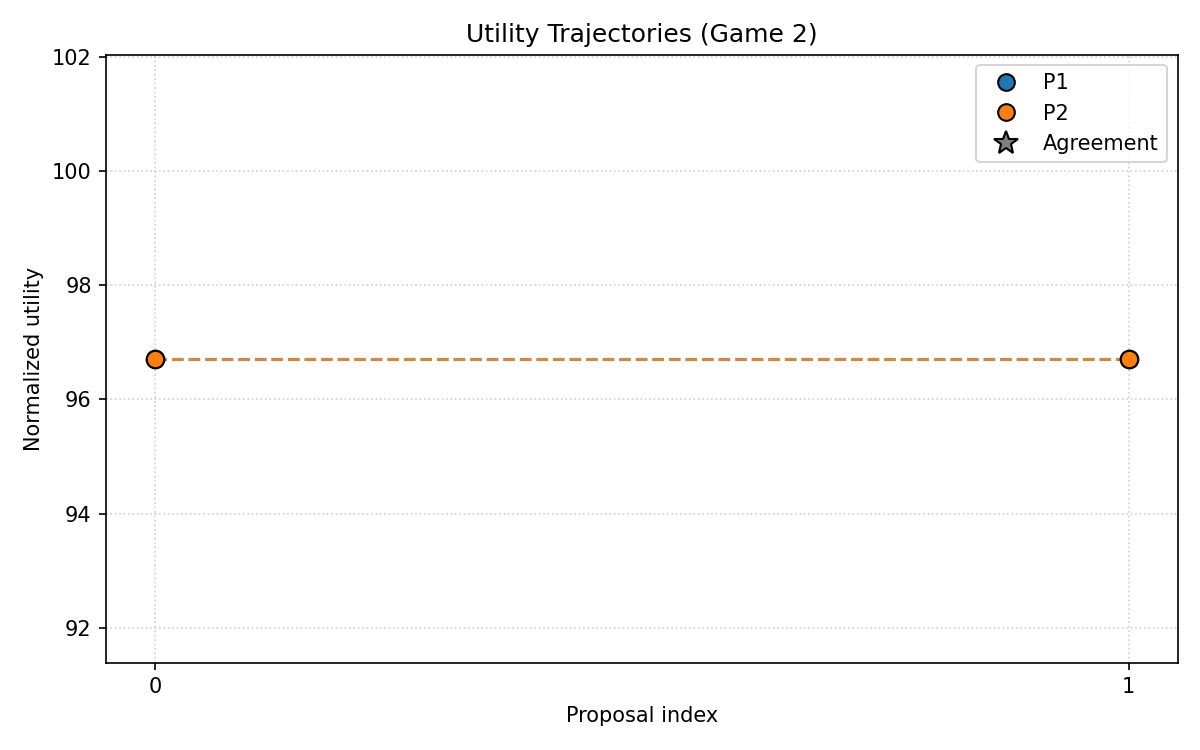 Utility Trajectories (Game 2)
102
100
98
96
94
92
Normalized utility
P1
P2
Agreement
0
1
Proposal index